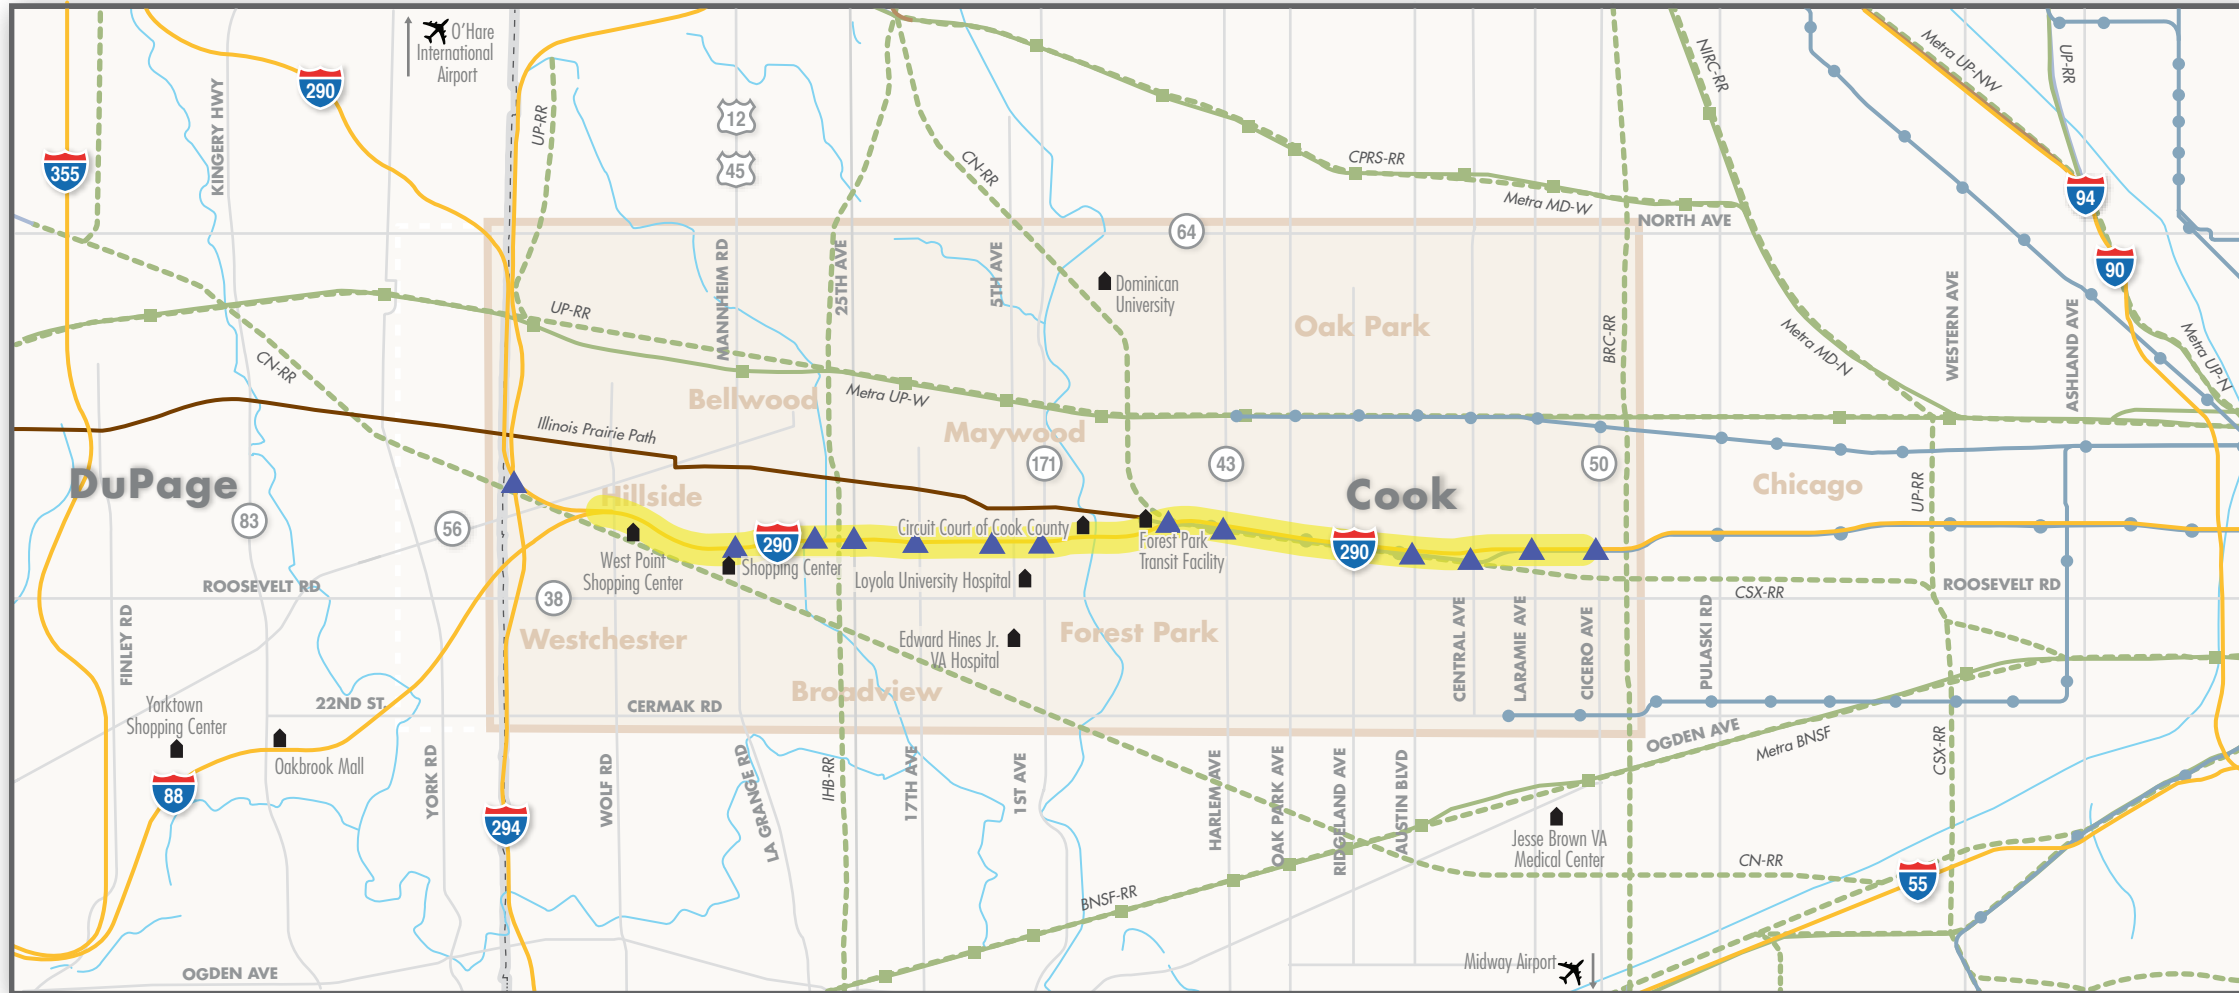 O'Hare
International
Airport
290
355
KINGERY HWY
UP-RR
12
45
CN-RR
CPRS-RR
Metra MD-W
NIRC-RR
Metra UP-NW
UP-RR
94
90
NORTH AVE
64
MANNHEIM RD
25TH AVE
5TH AVE
Dominican
University
Oak Park
BRC-RR
Metra MD-N
WESTERN AVE
ASHLAND AVE
Metra UP-N
UP-RR
CN-RR
Bellwood
Metra UP-W
Illinois Prairie Path
Maywood
171
43
50
DuPage
Hillside
Cook
Chicago
UP-RR
83
56
Circuit Court of Cook County
290
290
West Point
Shopping Center
Shopping Center
Forest Park
Transit Facility
Loyola University Hospital
ROOSEVELT RD
38
CSX-RR
ROOSEVELT RD
FINLEY RD
Westchester
Edward Hines Jr.
VA Hospital
Forest Park
CENTRAL AVE
LARAMIE AVE
CICERO AVE
PULASKI RD
Broadview
Yorktown
Shopping Center
22ND ST.
CERMAK RD
OGDEN AVE
Metra BNSF
CSX-RR
Oakbrook Mall
88
YORK RD
294
WOLF RD
LA GRANGE RD
IHB-RR
17TH AVE
1ST AVE
HARLEM AVE
OAK PARK AVE
RIDGELAND AVE
AUSTIN BLVD
Jesse Brown VA
Medical Center
CN-RR
55
BNSF-RR
Midway Airport
OGDEN AVE